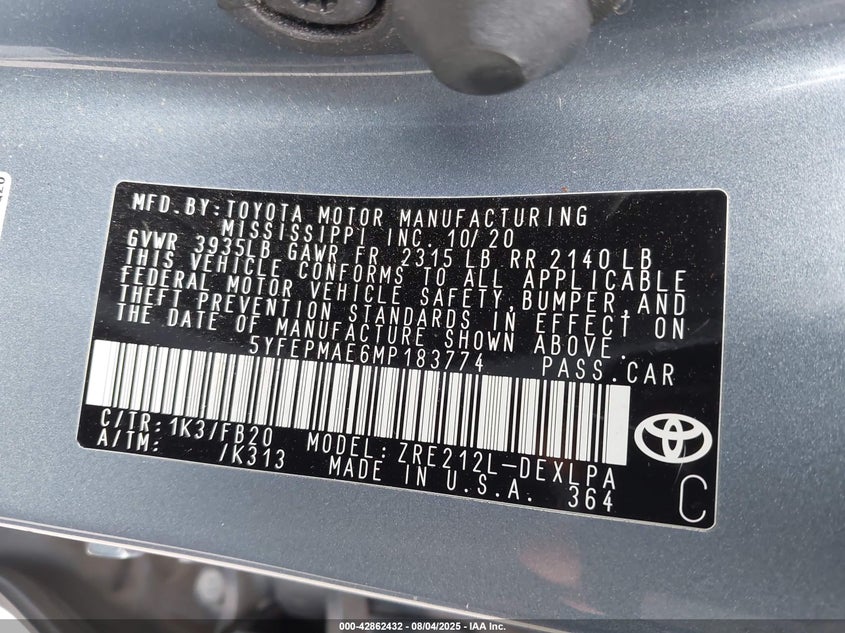 MFD.BY:TOYOTA MOTOR MANUFACTURING
MISSISSIPPI INC. 10/20
GVWR 3935LB GAWR FR 2315 LB RR 2140 LB
THIS VEHICLE CONFORMS TO ALL APPLICABLE
FEDERAL MOTOR VEHICLE SAFETY, BUMPER, AND
THEFT PREVENTION STANDARDS IN EFFECT ON
THE DATE OF MANUFACTURE SHOWN ABOVE.
5YFEPMAE6MP183774 PASS.CAR
C/TR: 1K3/FB20 MODEL: ZRE212L-DEXLPA
A/TM: /K313 MADE IN U.S.A. 364
C
000-42862432 - 08/04/2025 - IAA Inc.